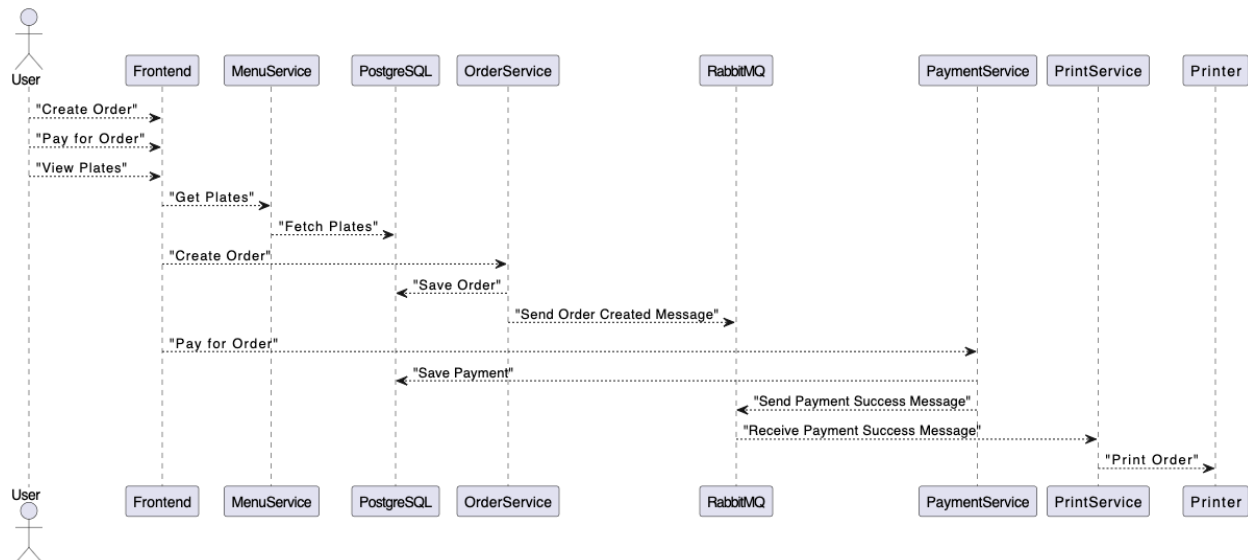 User
Frontend
MenuService
PostgreSQL
OrderService
RabbitMQ
PaymentService
PrintService
Printer
"Create Order"
"Pay for Order"
"View Plates"
"Get Plates"
"Fetch Plates"
"Create Order"
"Save Order"
"Send Order Created Message"
"Pay for Order"
"Save Payment"
"Send Payment Success Message"
"Receive Payment Success Message"
"Print Order"
User
Frontend
MenuService
PostgreSQL
OrderService
RabbitMQ
PaymentService
PrintService
Printer